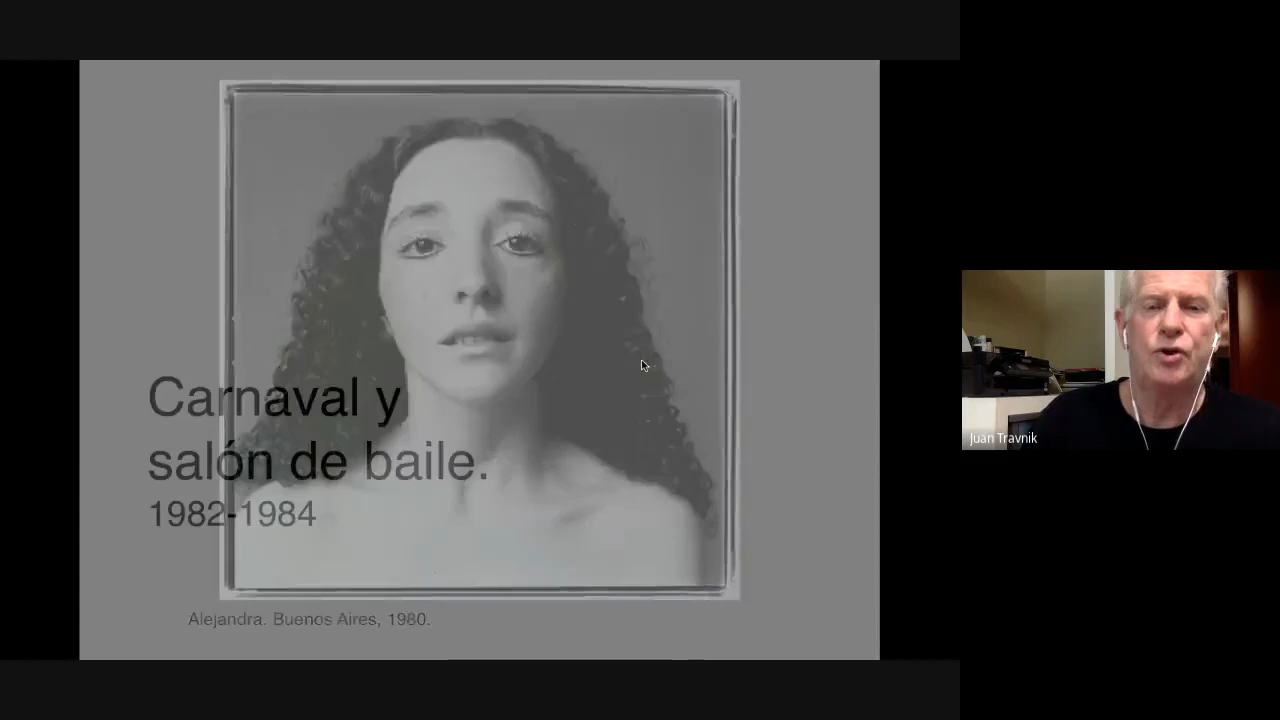 Carnaval y
salón de baile.
1982-1984
Alejandra. Buenos Aires, 1980.
Juan Travnik